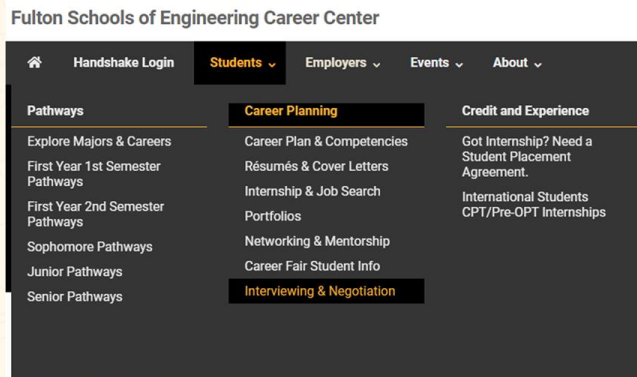 Fulton Schools of Engineering Career Center
Handshake Login Students Employers Events About
Pathways
Explore Majors & Careers
First Year 1st Semester
Pathways
First Year 2nd Semester
Pathways
Sophomore Pathways
Junior Pathways
Senior Pathways
Career Planning
Career Plan & Competencies
Résumés & Cover Letters
Internship & Job Search
Portfolios
Networking & Mentorship
Career Fair Student Info
Interviewing & Negotiation
Credit and Experience
Got Internship? Need a
Student Placement
Agreement.
International Students
CPT/Pre-OPT Internships